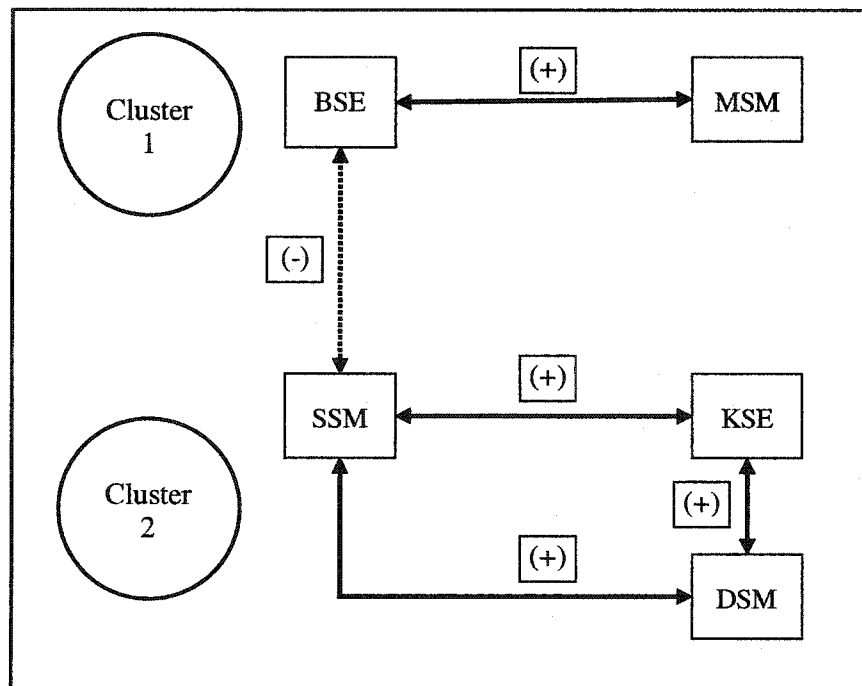 Cluster
1
BSE
(+)
MSM
(-)
SSM
(+)
KSE
Cluster
2
(+)
(+)
DSM